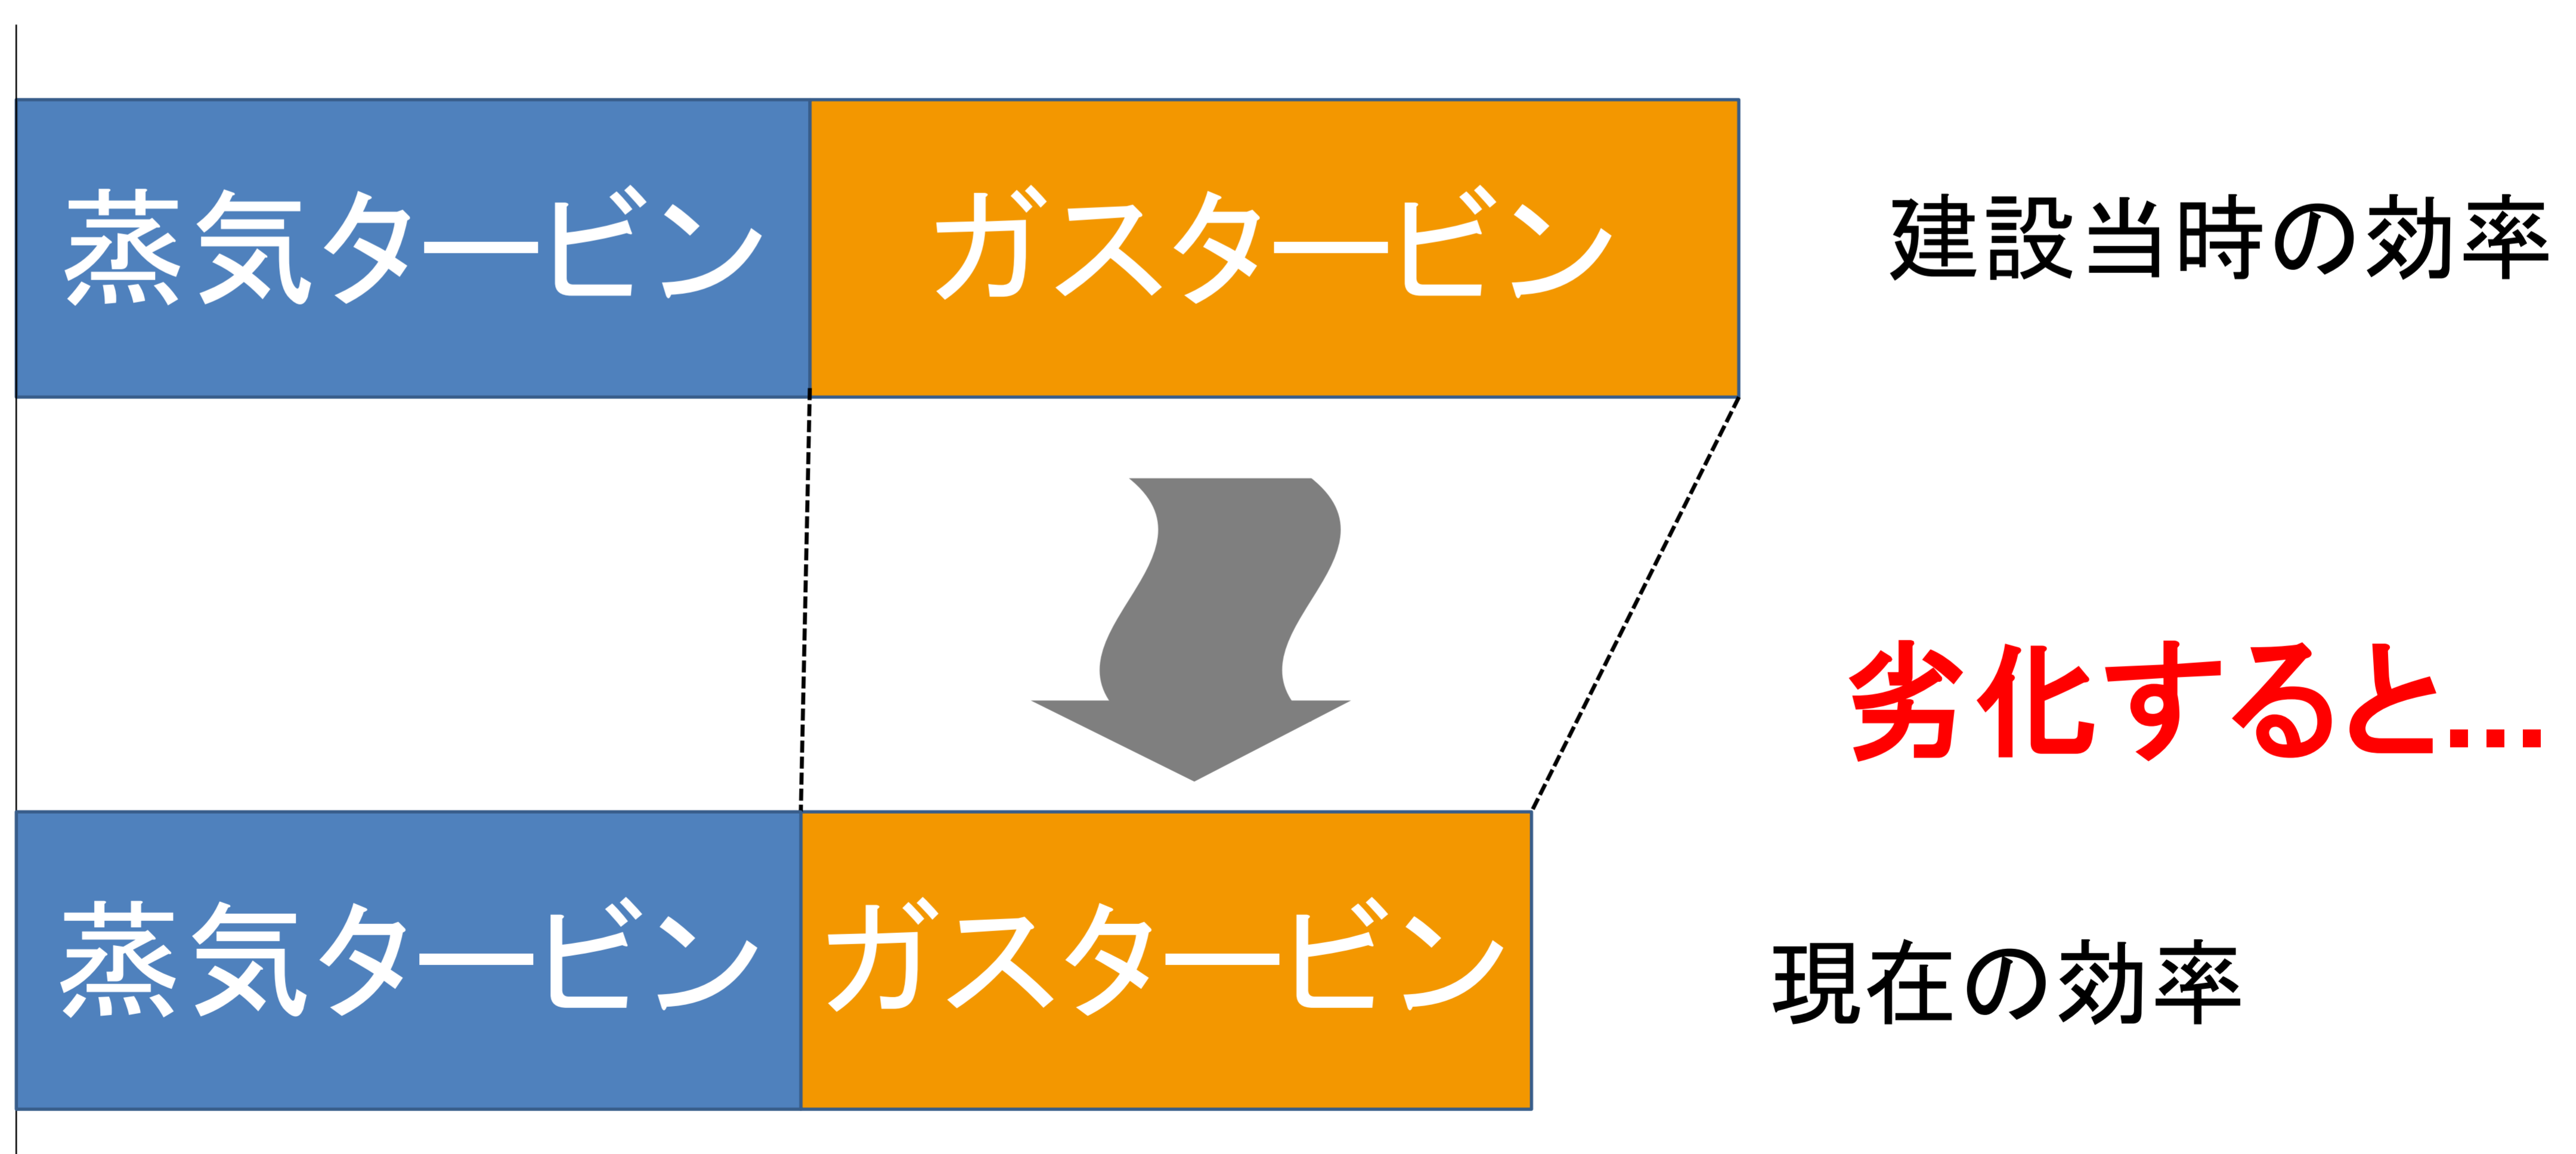 蒸気タービン
ガスタービン
建設当時の効率
劣化すると...
蒸気タービン
ガスタービン
現在の効率